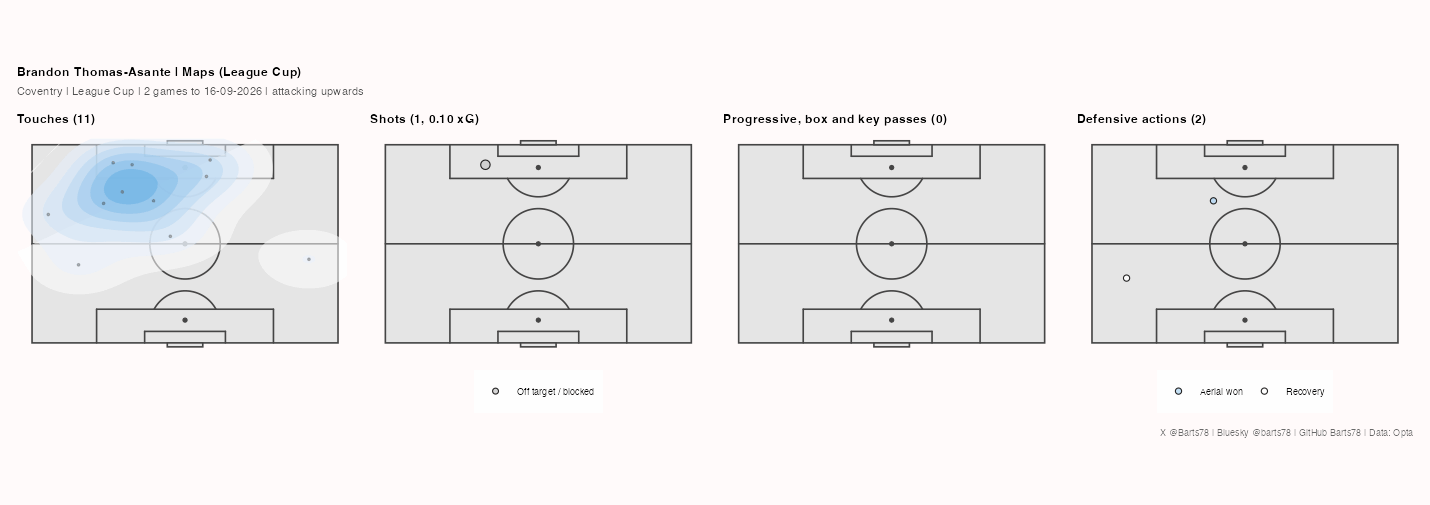 Brandon Thomas-Asante | Maps (League Cup)
Coventry | League Cup | 2 games to 16-09-2026 | attacking upwards
Touches (11)
Shots (1, 0.10 xG)
Progressive, box and key passes (0)
Defensive actions (2)
Off target / blocked
Aerial won
Recovery
X @Barts78 | Bluesky @barts78 | GitHub Barts78 | Data: Opta